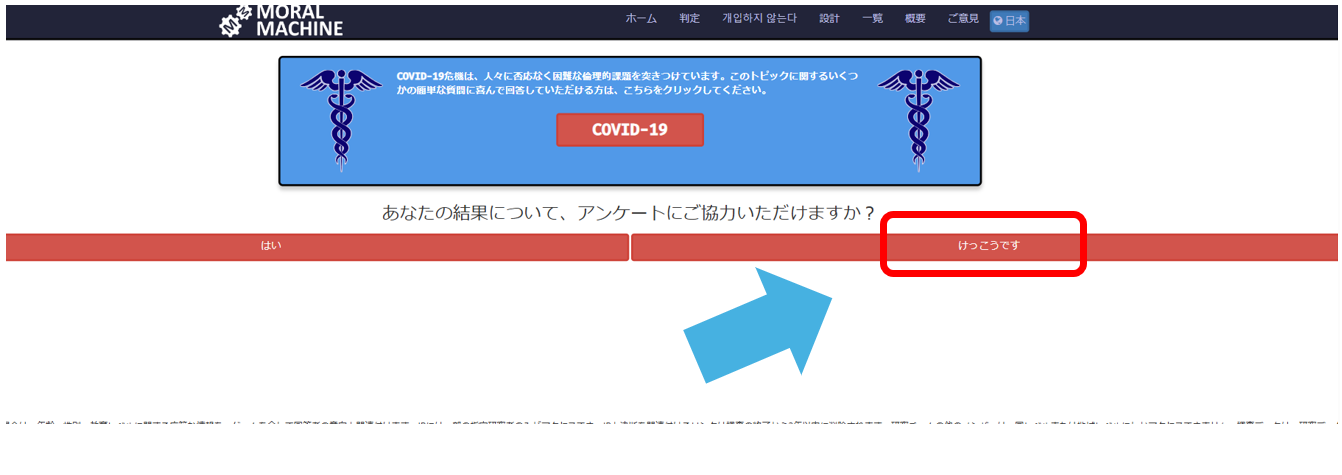 MORAL
MACHINE
ホーム 判定 개입하지 않는다 設計 一覧 概要 ご意見 日本
COVID-19危機は、人々に否応なく困難な倫理的課題を突きつけています。このトピックに関するいくつ
かの簡単な質問に喜んで回答していただける方は、こちらをクリックしてください。
COVID-19
あなたの結果について、アンケートにご協力いただけますか？
はい けっこうです